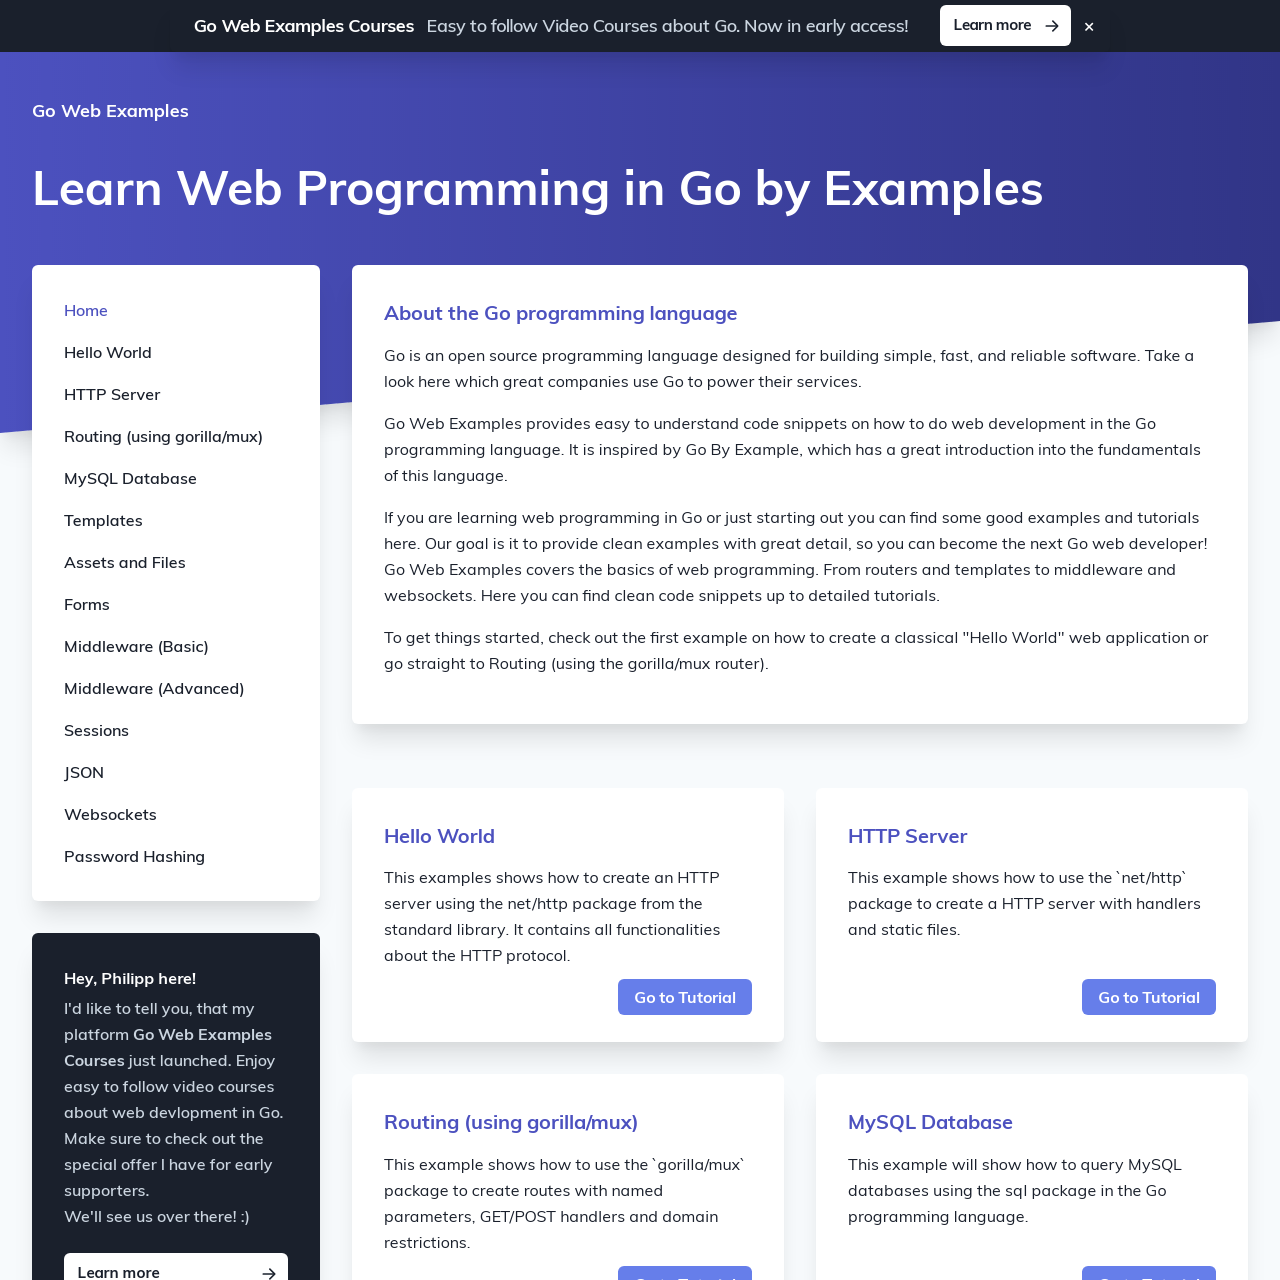 Go Web Examples Courses Easy to follow Video Courses about Go. Now in early access! Learn more → ×
Go Web Examples
Learn Web Programming in Go by Examples
Home
Hello World
HTTP Server
Routing (using gorilla/mux)
MySQL Database
Templates
Assets and Files
Forms
Middleware (Basic)
Middleware (Advanced)
Sessions
JSON
Websockets
Password Hashing
Hey, Philipp here!
I'd like to tell you, that my
platform Go Web Examples
Courses just launched. Enjoy
easy to follow video courses
about web devlopment in Go.
Make sure to check out the
special offer I have for early
supporters.
We'll see us over there! :)
Learn more →
About the Go programming language
Go is an open source programming language designed for building simple, fast, and reliable software. Take a
look here which great companies use Go to power their services.
Go Web Examples provides easy to understand code snippets on how to do web development in the Go
programming language. It is inspired by Go By Example, which has a great introduction into the fundamentals
of this language.
If you are learning web programming in Go or just starting out you can find some good examples and tutorials
here. Our goal is it to provide clean examples with great detail, so you can become the next Go web developer!
Go Web Examples covers the basics of web programming. From routers and templates to middleware and
websockets. Here you can find clean code snippets up to detailed tutorials.
To get things started, check out the first example on how to create a classical "Hello World" web application or
go straight to Routing (using the gorilla/mux router).
Hello World
This examples shows how to create an HTTP
server using the net/http package from the
standard library. It contains all functionalities
about the HTTP protocol.
Go to Tutorial
HTTP Server
This example shows how to use the `net/http`
package to create a HTTP server with handlers
and static files.
Go to Tutorial
Routing (using gorilla/mux)
This example shows how to use the `gorilla/mux`
package to create routes with named
parameters, GET/POST handlers and domain
restrictions.
MySQL Database
This example will show how to query MySQL
databases using the sql package in the Go
programming language.